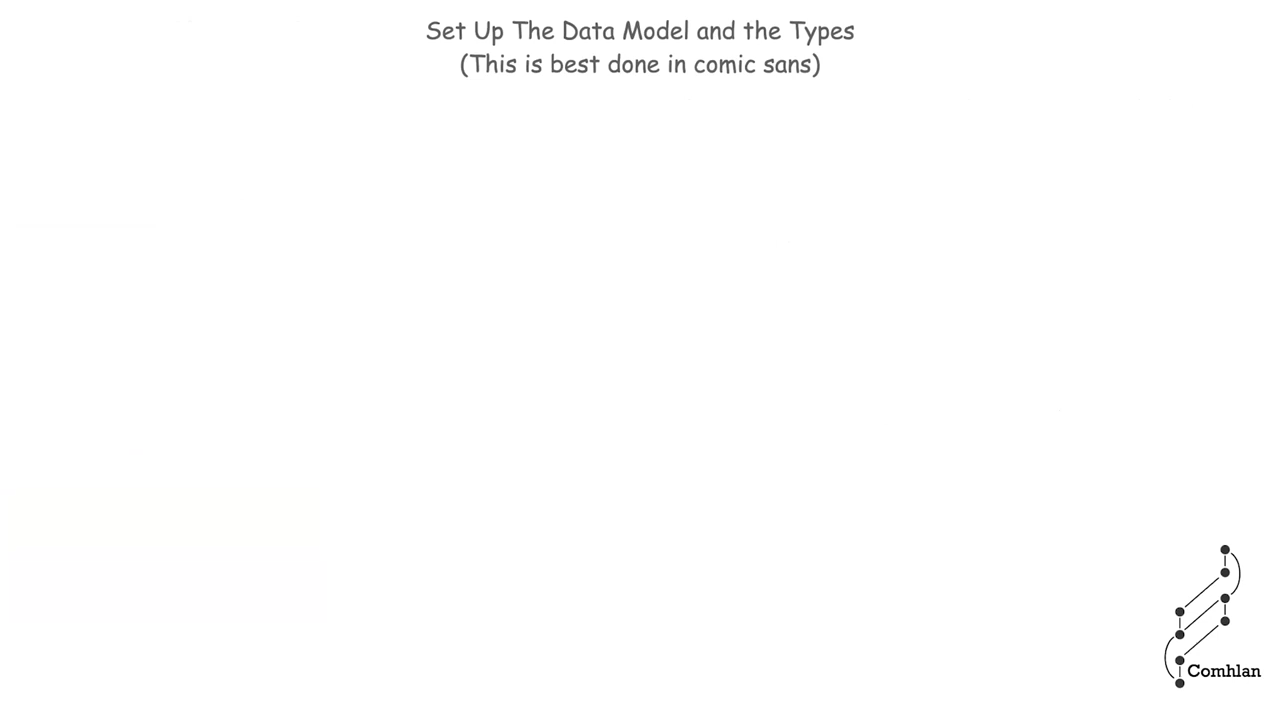 Set Up The Data Model and the Types
(This is best done in comic sans)
Comhlan